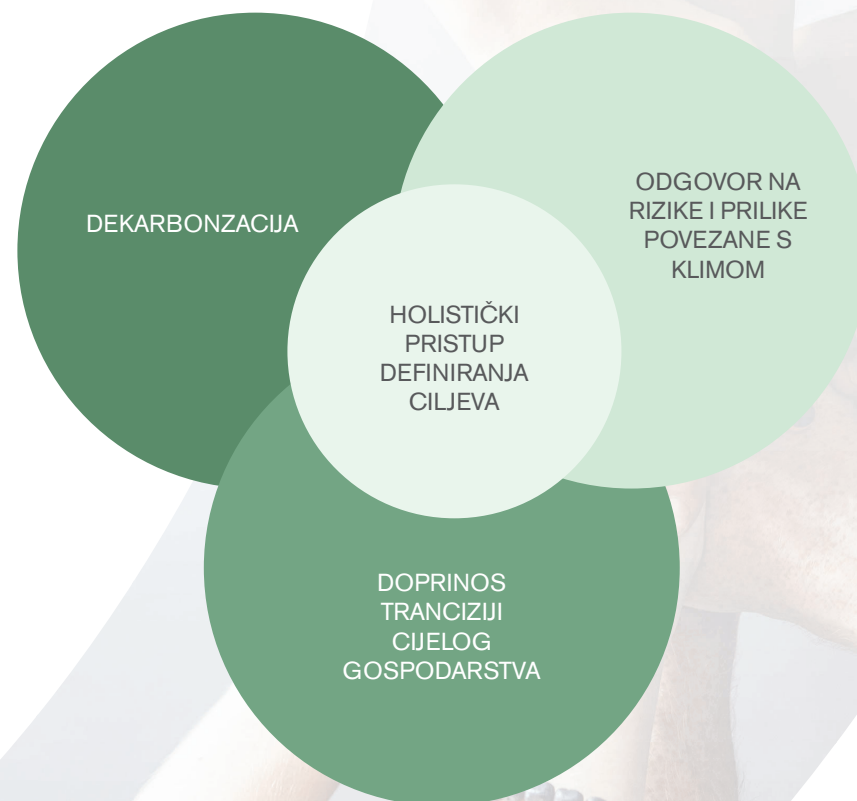 DEKARBONZACIJA
ODGOVOR NA
RIZIKE I PRILIKE
POVEZANE S
KLIMOM
HOLISTIČKI
PRISTUP
DEFINIRANJA
CILJEVA
DOPRINOS
TRANCIZIJI
CIJELOG
GOSPODARSTVA